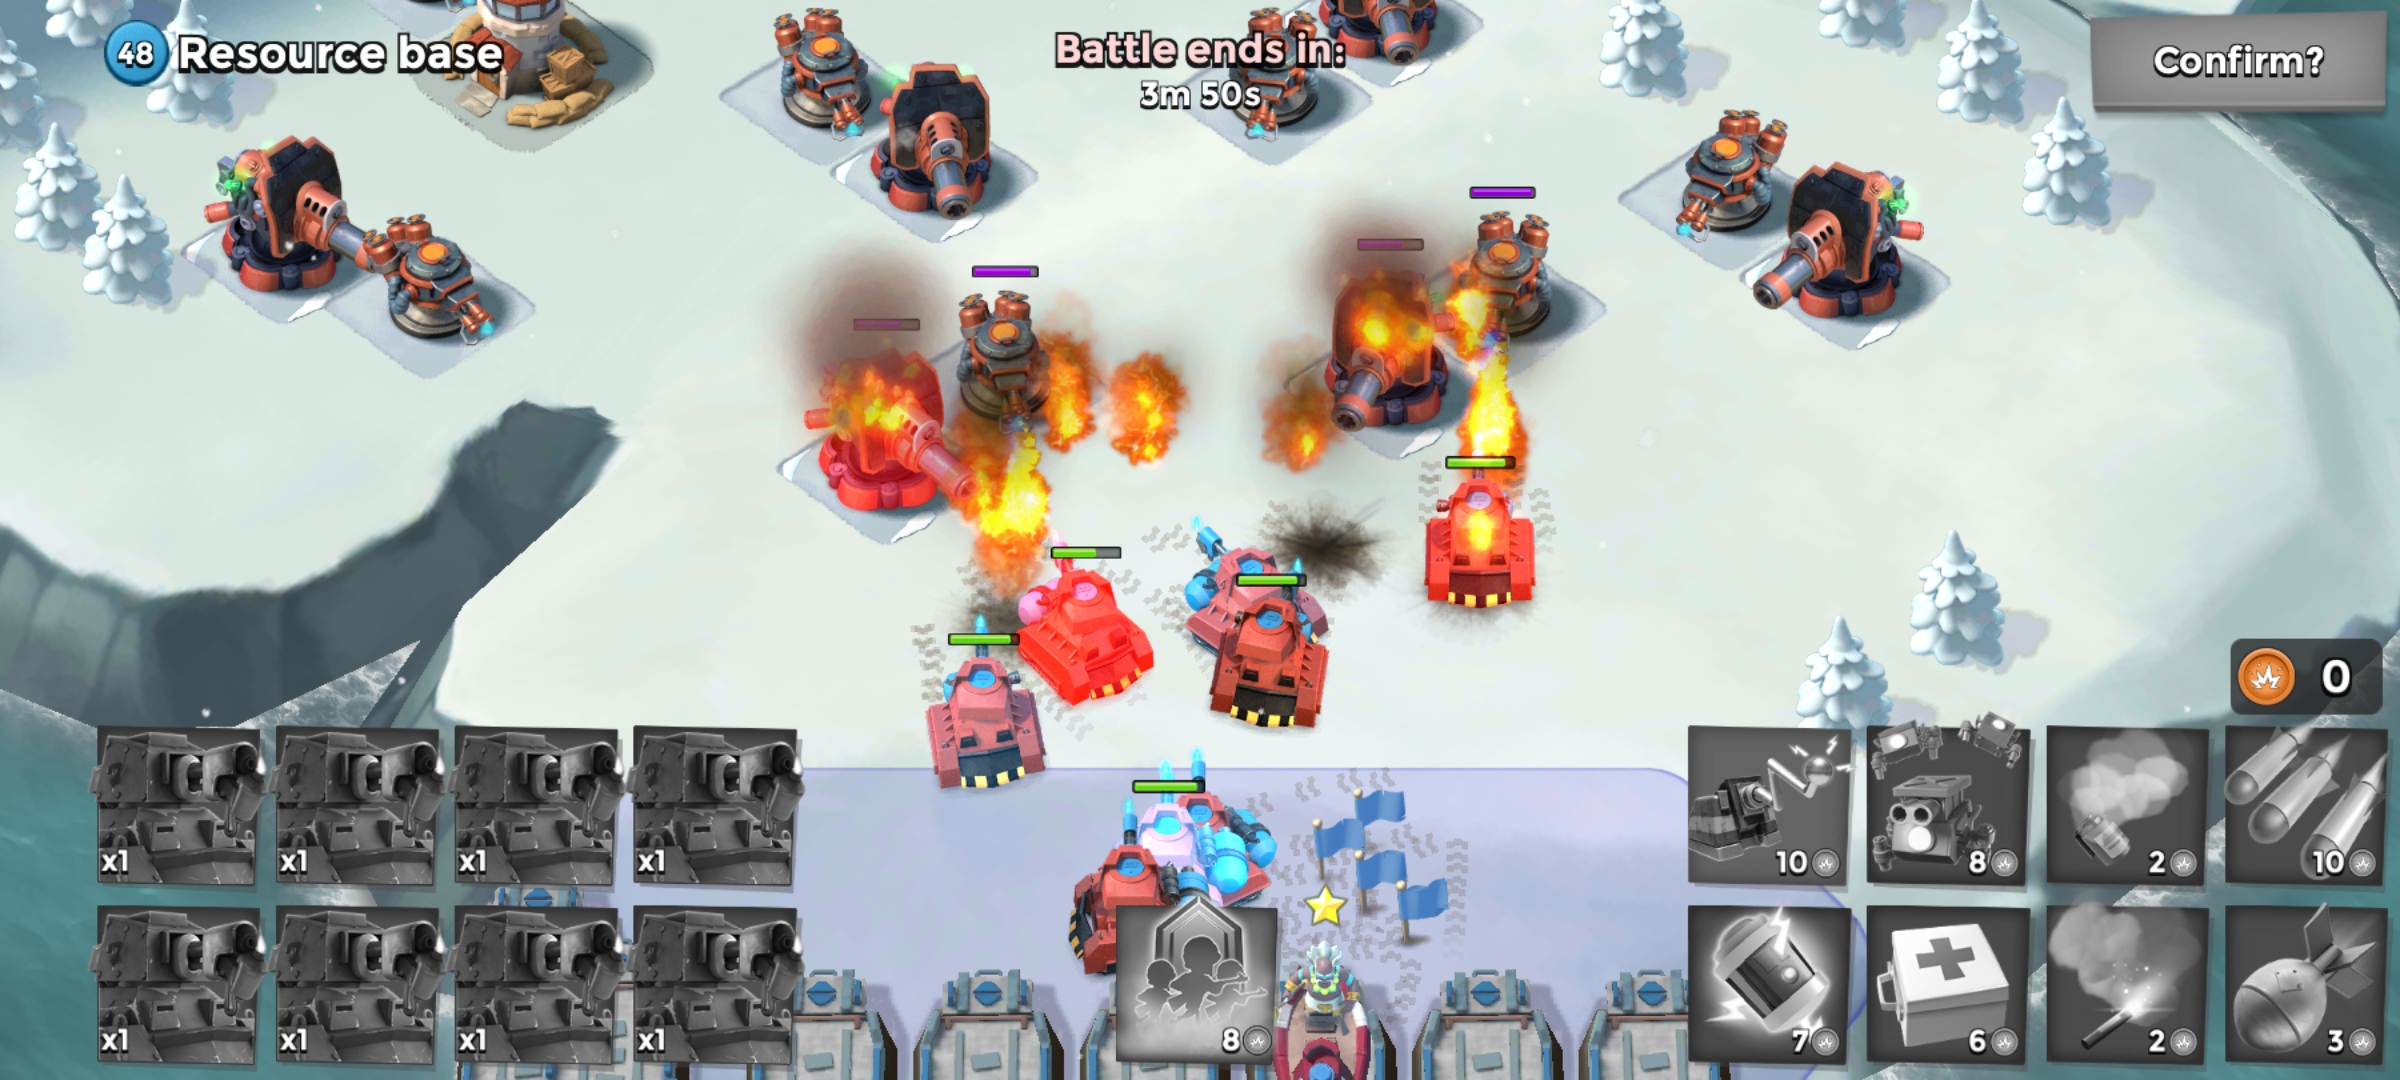 48 Resource base
Battle ends in:
3m 50s
Confirm?
0
x1 x1 x1 x1
10 8 2 10
x1 x1 x1 x1
8
7 6 2 3